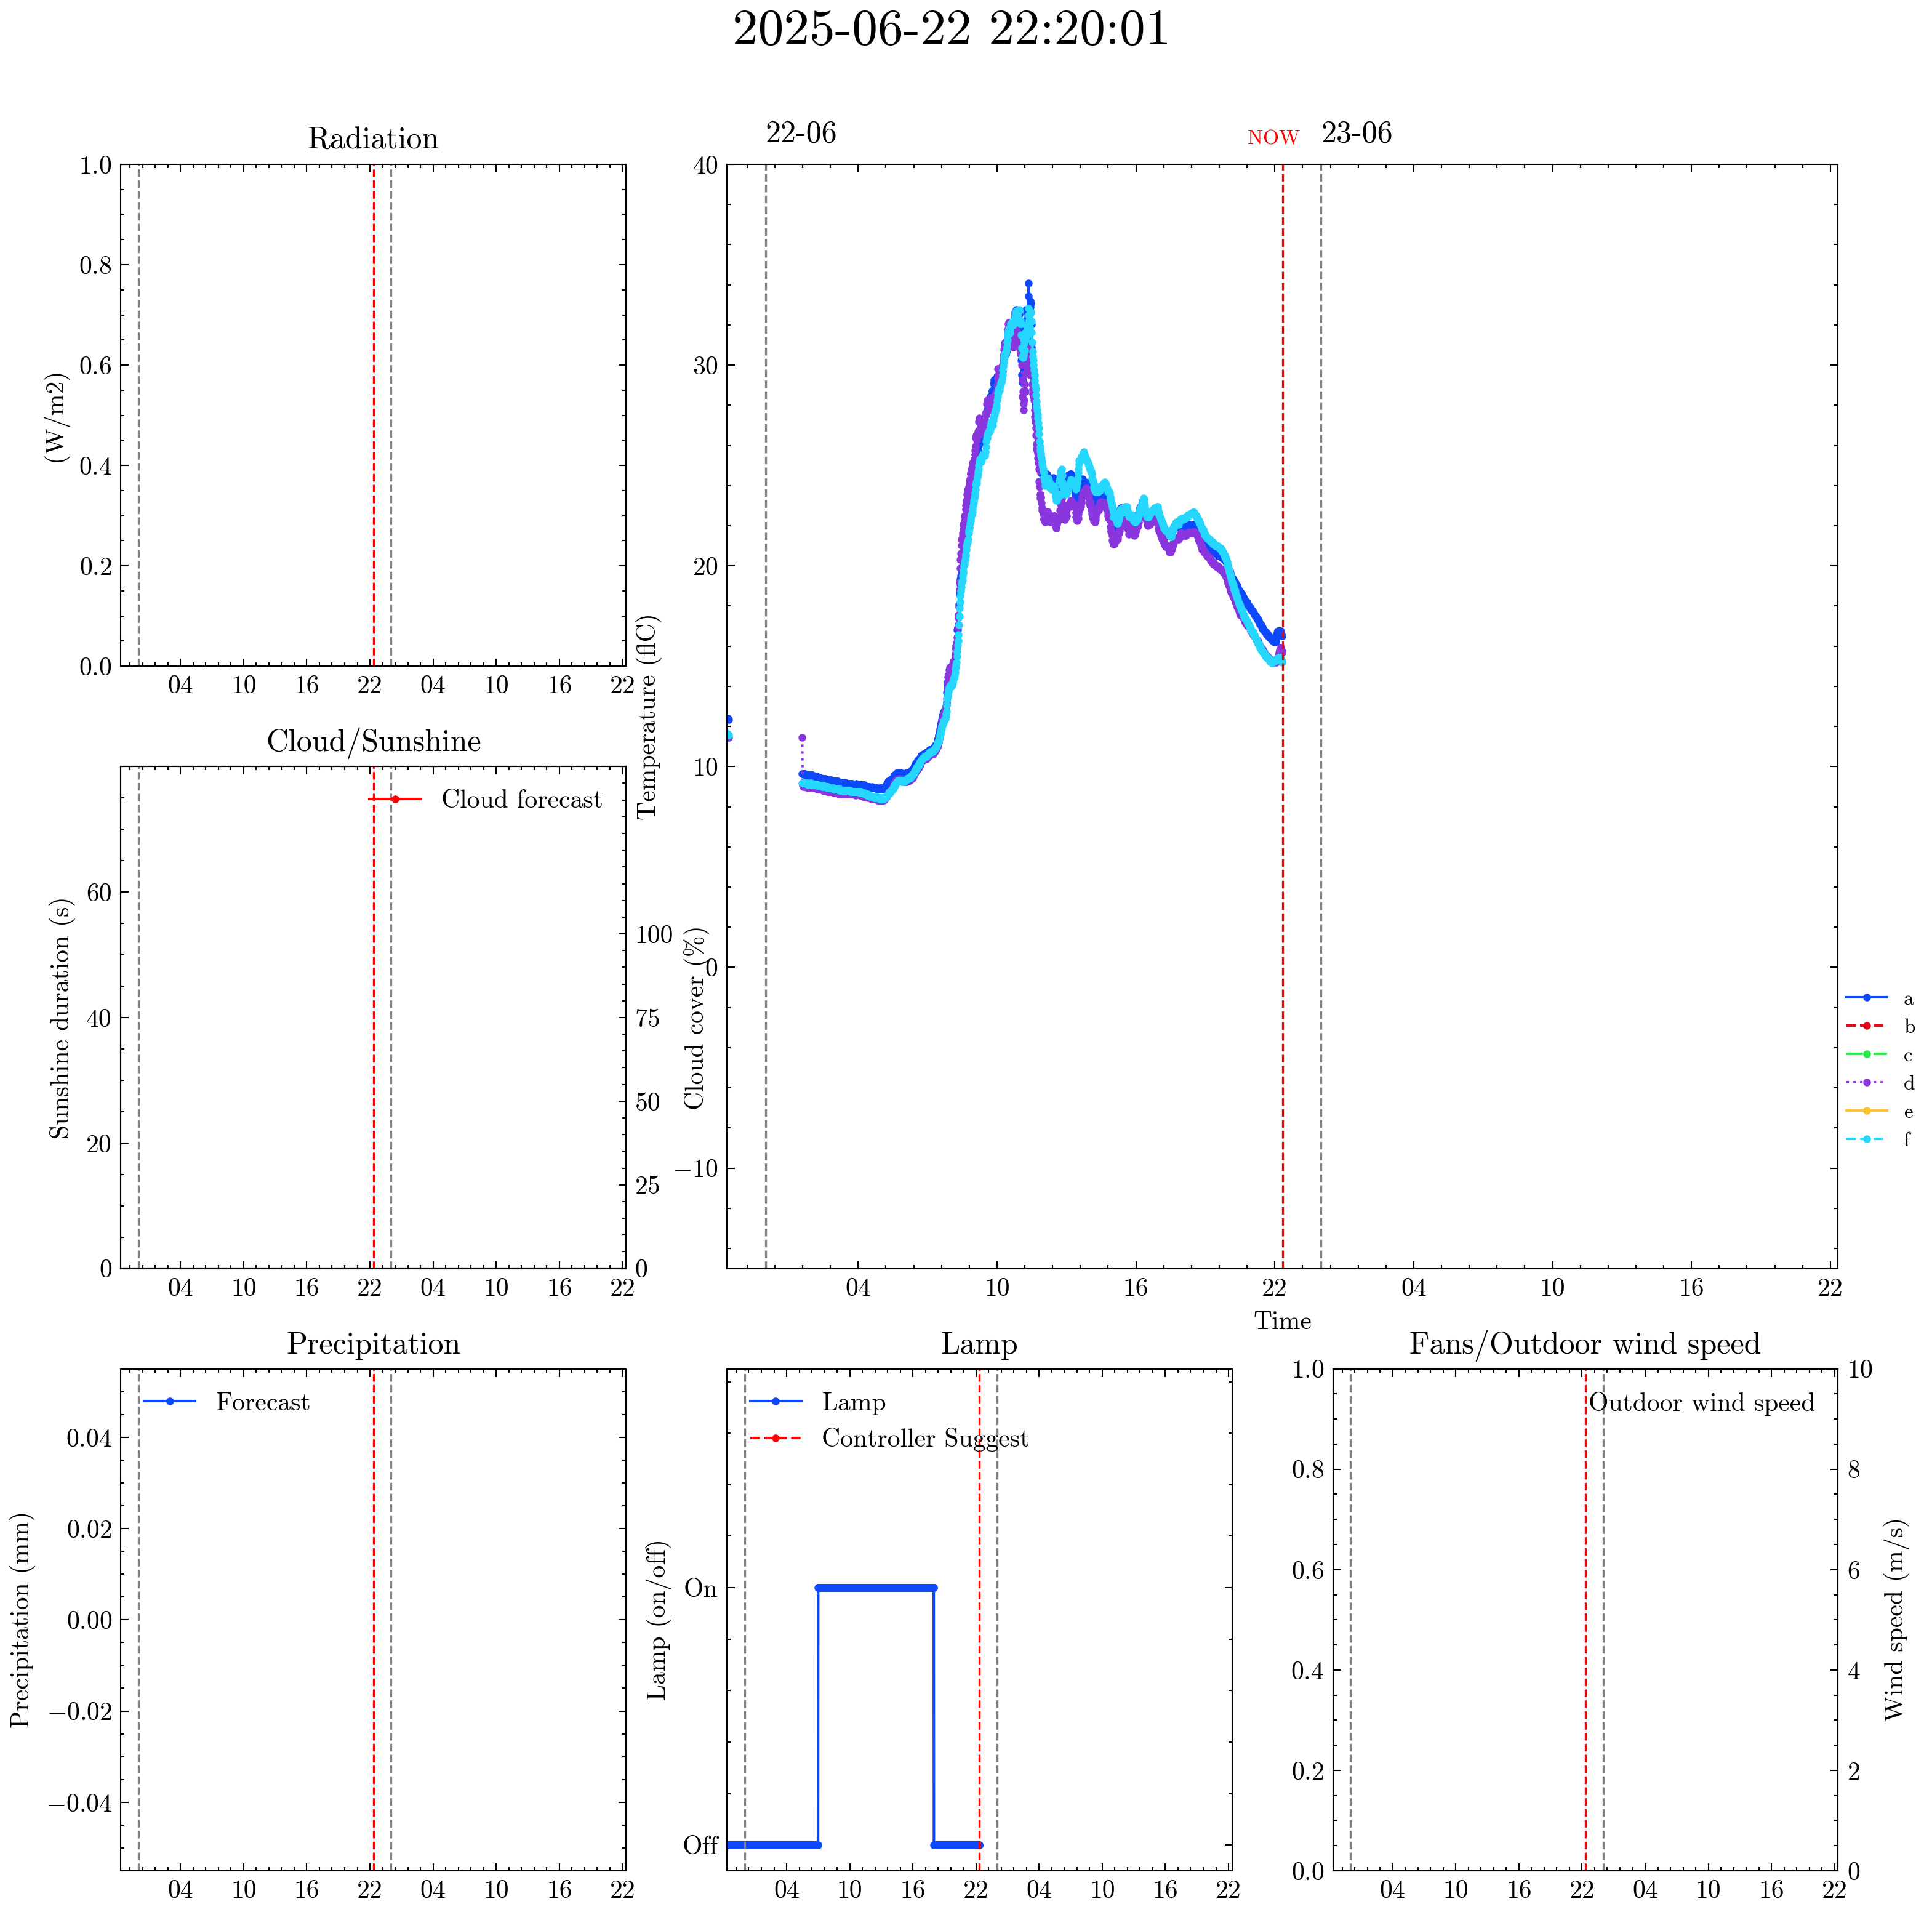 2025-06-22 22:20:01
Radiation
1.0
0.8
0.6
0.4
0.2
0.0
(W/m2)
04 10 16 22 04 10 16 22
22-06 NOW 23-06
40
30
20
10
0
−10
Temperature (flC)
04 10 16 22 04 10 16 22
Time
a
b
c
d
e
f
Cloud/Sunshine
Cloud forecast
60
40
20
0
Sunshine duration (s)
100
75
50
25
0
Cloud cover (%)
04 10 16 22 04 10 16 22
Precipitation
Forecast
0.04
0.02
0.00
−0.02
−0.04
Precipitation (mm)
04 10 16 22 04 10 16 22
Lamp
Lamp
Controller Suggest
On
Off
Lamp (on/off)
04 10 16 22 04 10 16 22
Fans/Outdoor wind speed
Outdoor wind speed
1.0
0.8
0.6
0.4
0.2
0.0
10
8
6
4
2
0
Wind speed (m/s)
04 10 16 22 04 10 16 22